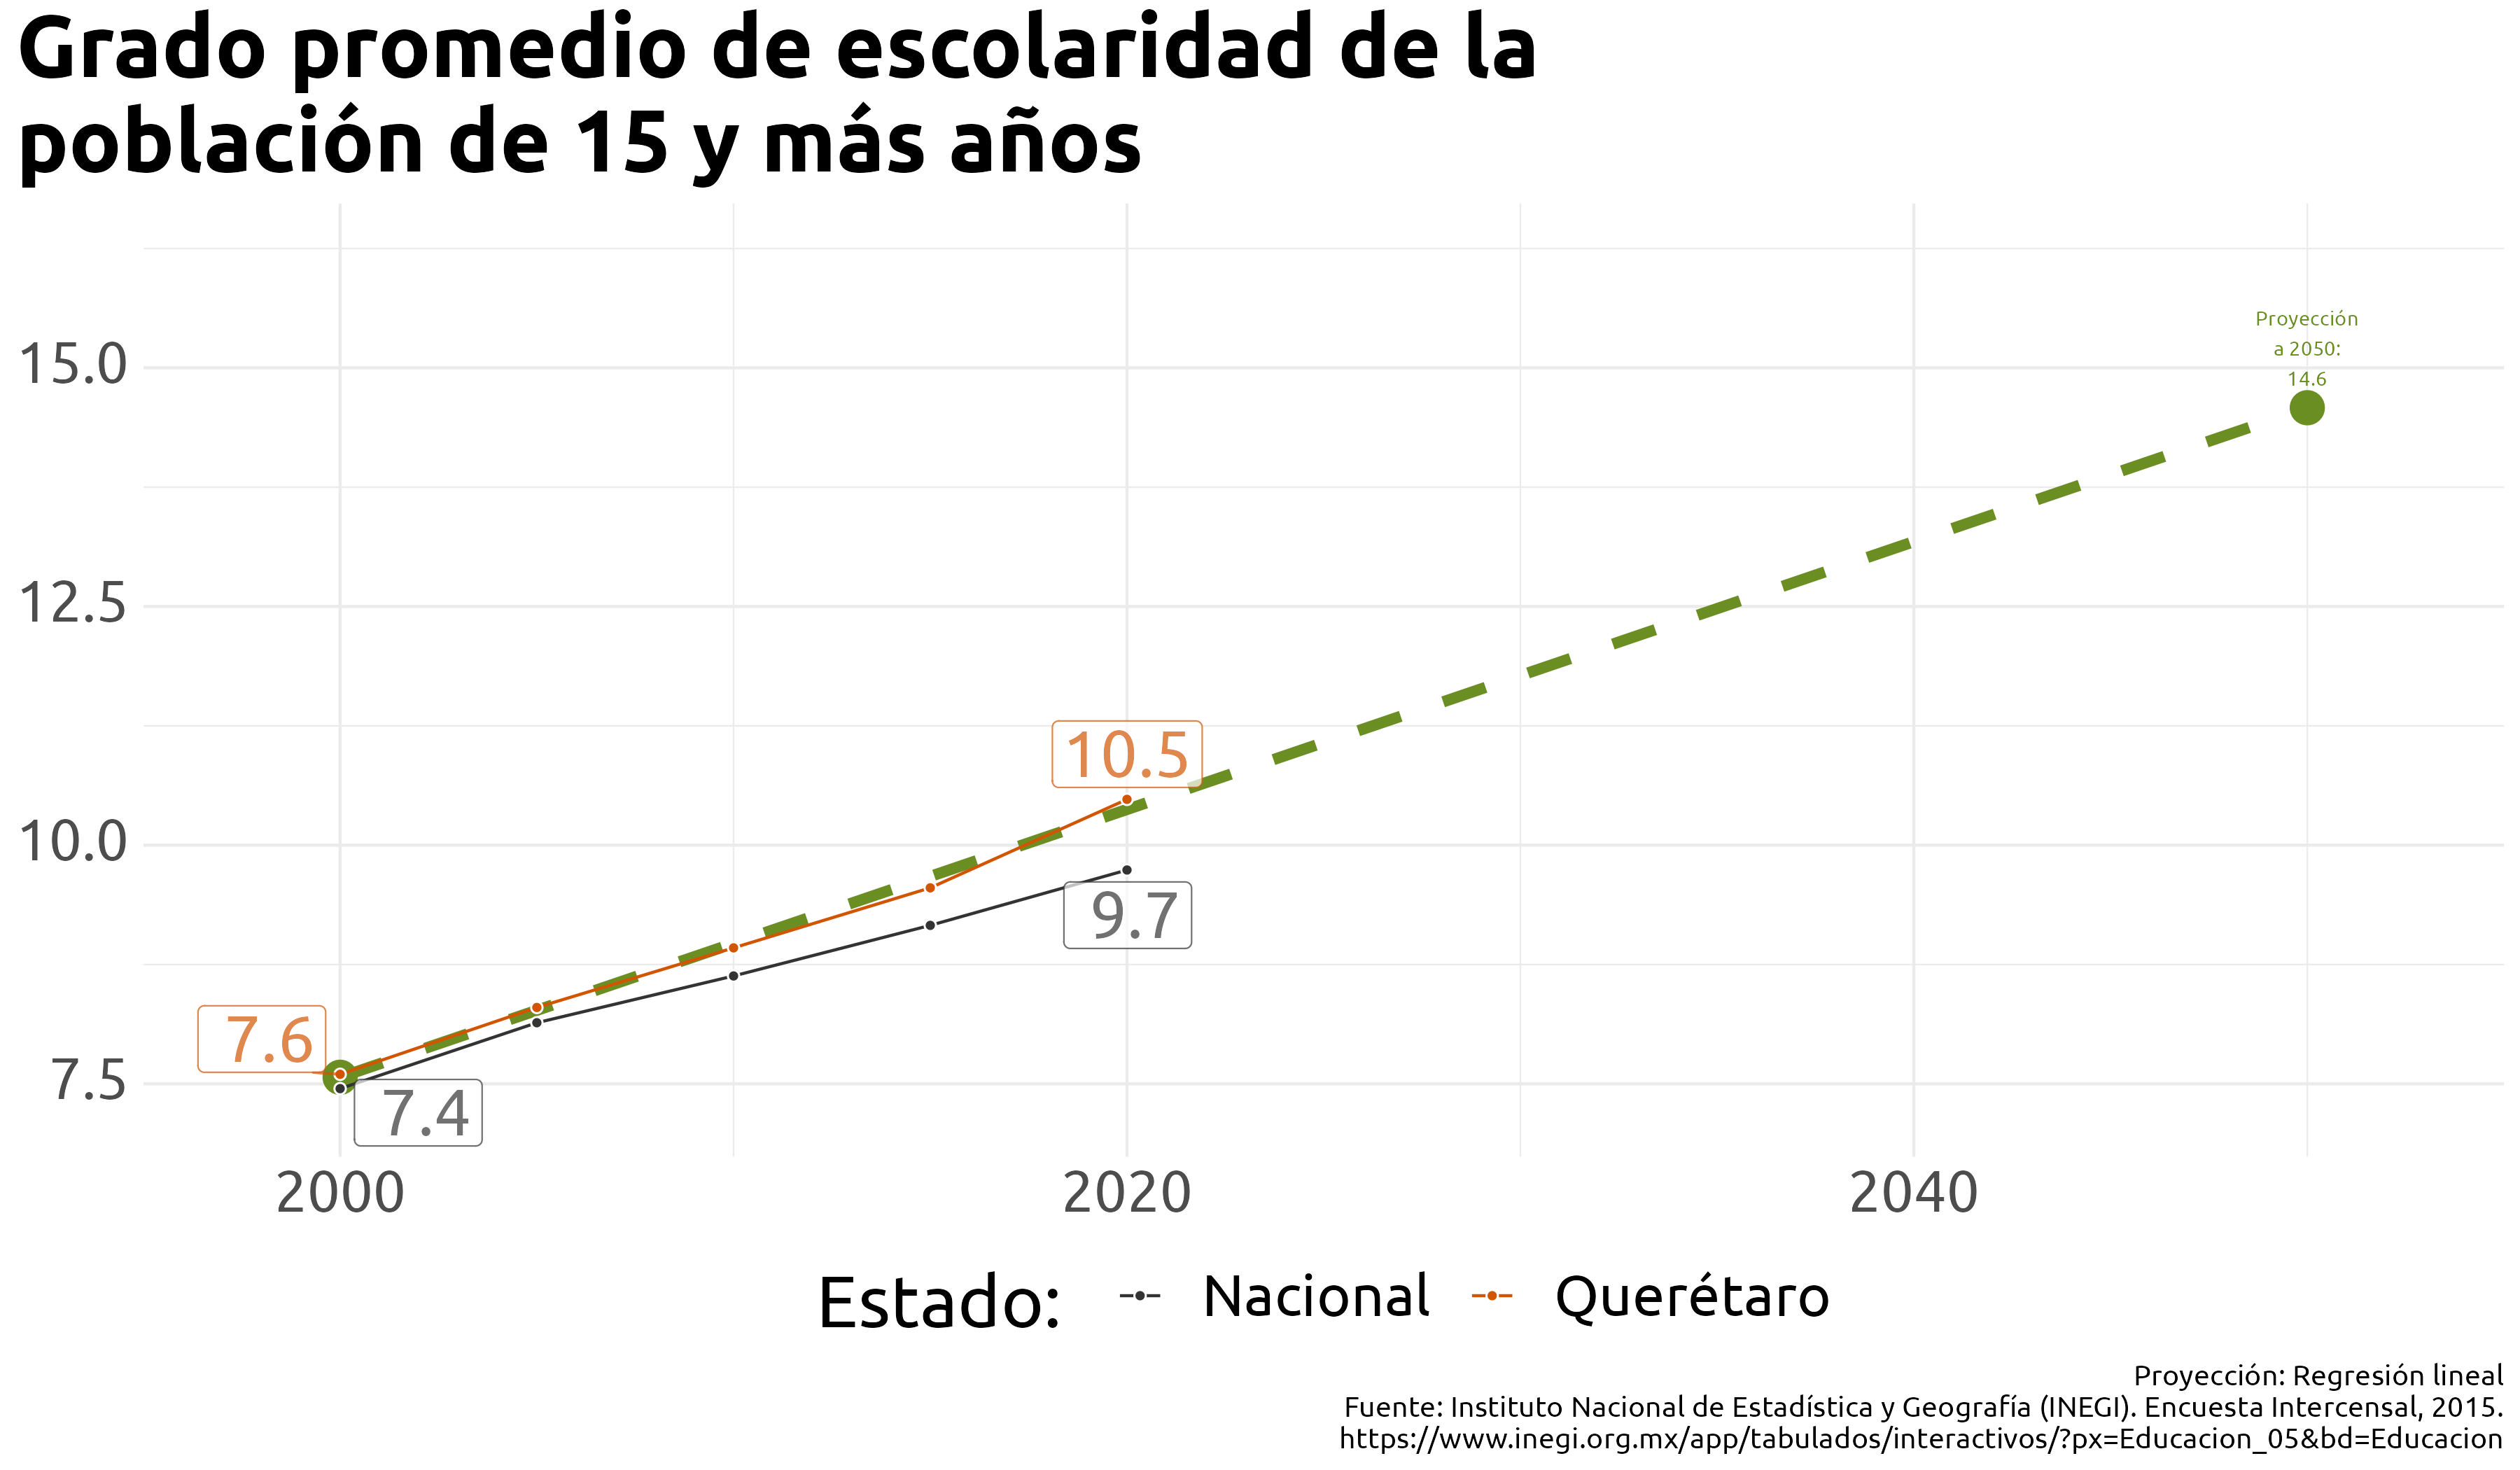 Grado promedio de escolaridad de la
población de 15 y más años
Proyección
a 2050:
14.6
15.0
12.5
10.5
10.0
9.7
7.6
7.5
7.4
2000
2020
2040
Estado:
Nacional
Querétaro
Proyección: Regresión lineal
Fuente: Instituto Nacional de Estadística y Geografía (INEGI). Encuesta Intercensal, 2015.
https://www.inegi.org.mx/app/tabulados/interactivos/?px=Educacion_05&bd=Educacion